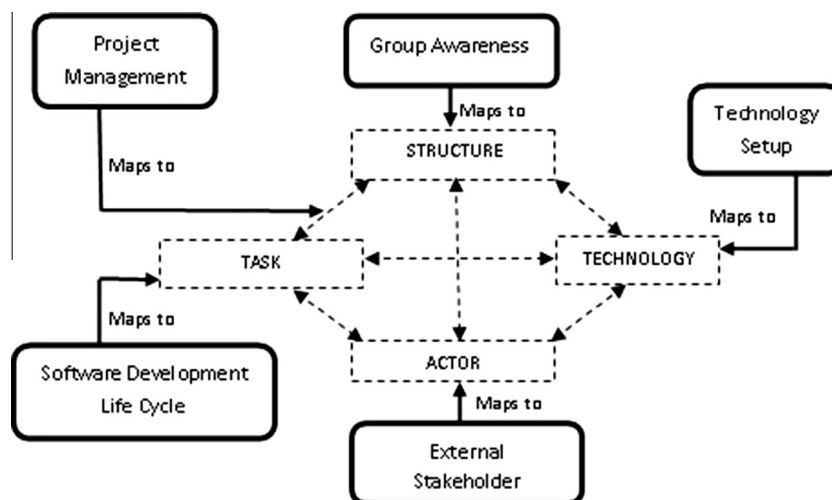 Project
Management
Group Awareness
Technology
Setup
Maps to
STRUCTURE
Maps to
Maps to
TASK
TECHNOLOGY
Maps to
ACTOR
Software Development
Life Cycle
Maps to
External
Stakeholder